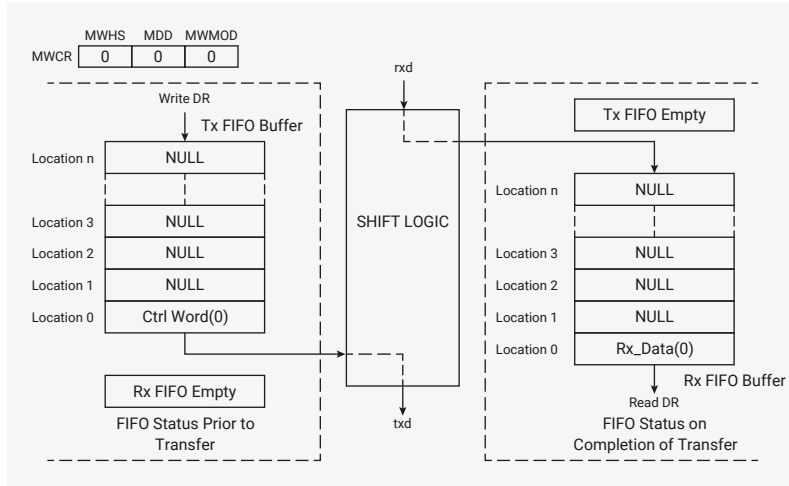 MWHS MDD MWMOD
MWCR 0 0 0
Write DR
Tx FIFO Buffer
Location n NULL
Location 3 NULL
Location 2 NULL
Location 1 NULL
Location 0 Ctrl Word(0)
Rx FIFO Empty
FIFO Status Prior to
Transfer
rxd
SHIFT LOGIC
txd
Tx FIFO Empty
Location n NULL
Location 3 NULL
Location 2 NULL
Location 1 NULL
Location 0 Rx_Data(0)
Rx FIFO Buffer
Read DR
FIFO Status on
Completion of Transfer